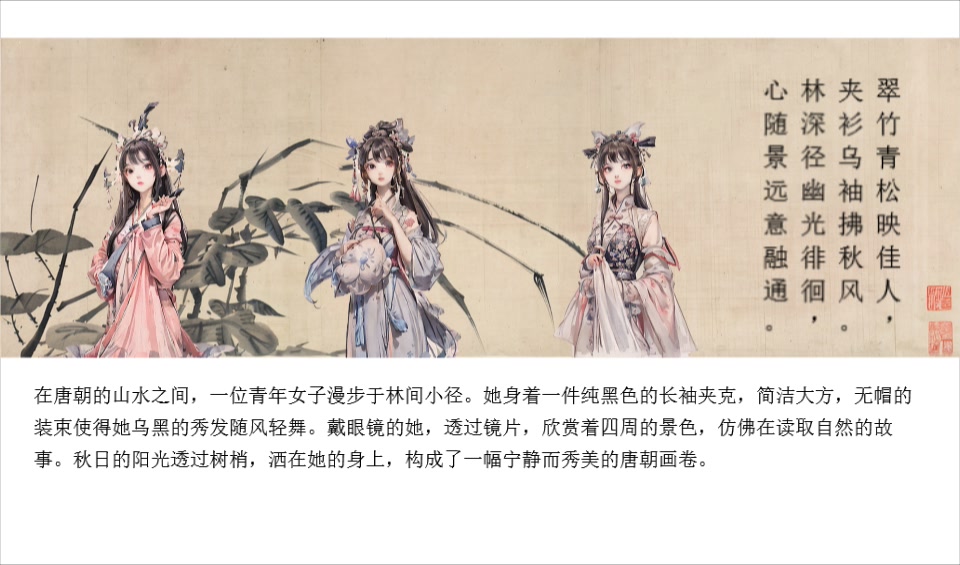 翠竹青松映佳人，
夹衫乌袖拂秋风。
林深径幽光徘徊，
心随景远意融通。
在唐朝的山水之间，一位青年女子漫步于林间小径。她身着一件纯黑色的长袖夹克，简洁大方，无帽的
装束使得她乌黑的秀发随风轻舞。戴眼镜的她，透过镜片，欣赏着四周的景色，仿佛在读取自然的故
事。秋日的阳光透过树梢，洒在她的身上，构成了一幅宁静而秀美的唐朝画卷。